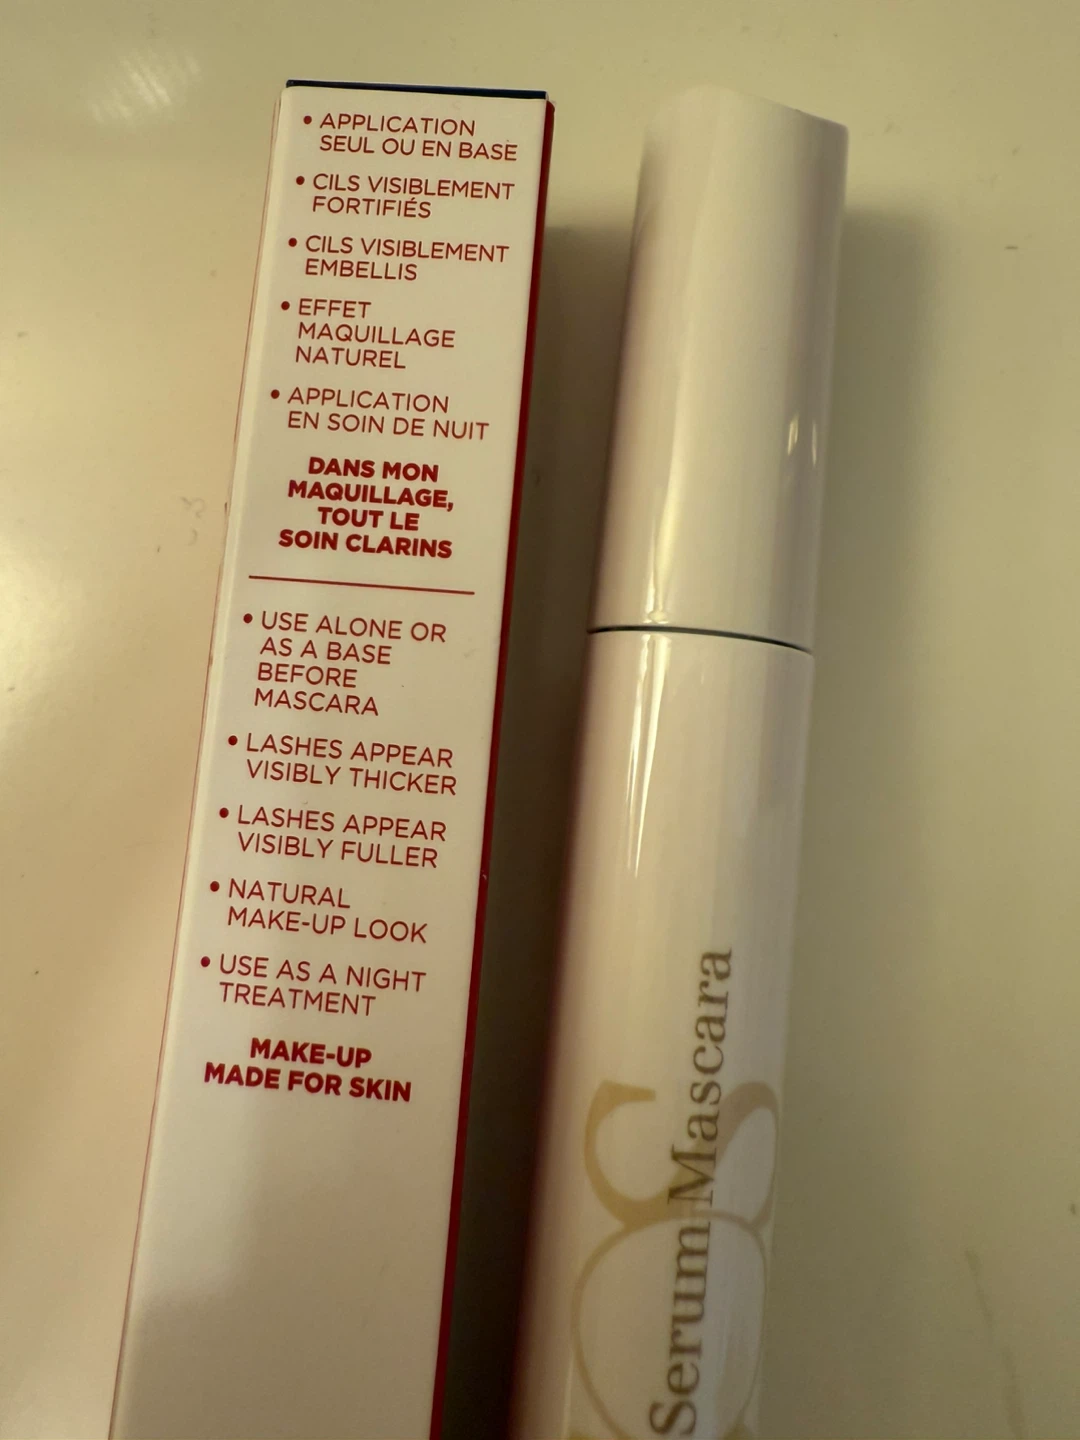 • APPLICATION
SEUL OU EN BASE
• CILS VISIBLEMENT
FORTIFIÉS
• CILS VISIBLEMENT
EMBELLIS
• EFFET
MAQUILLAGE
NATUREL
• APPLICATION
EN SOIN DE NUIT
DANS MON
MAQUILLAGE,
TOUT LE
SOIN CLARINS
• USE ALONE OR
AS A BASE
BEFORE
MASCARA
• LASHES APPEAR
VISIBLY THICKER
• LASHES APPEAR
VISIBLY FULLER
• NATURAL
MAKE-UP LOOK
• USE AS A NIGHT
TREATMENT
MAKE-UP
MADE FOR SKIN
Serum Mascara